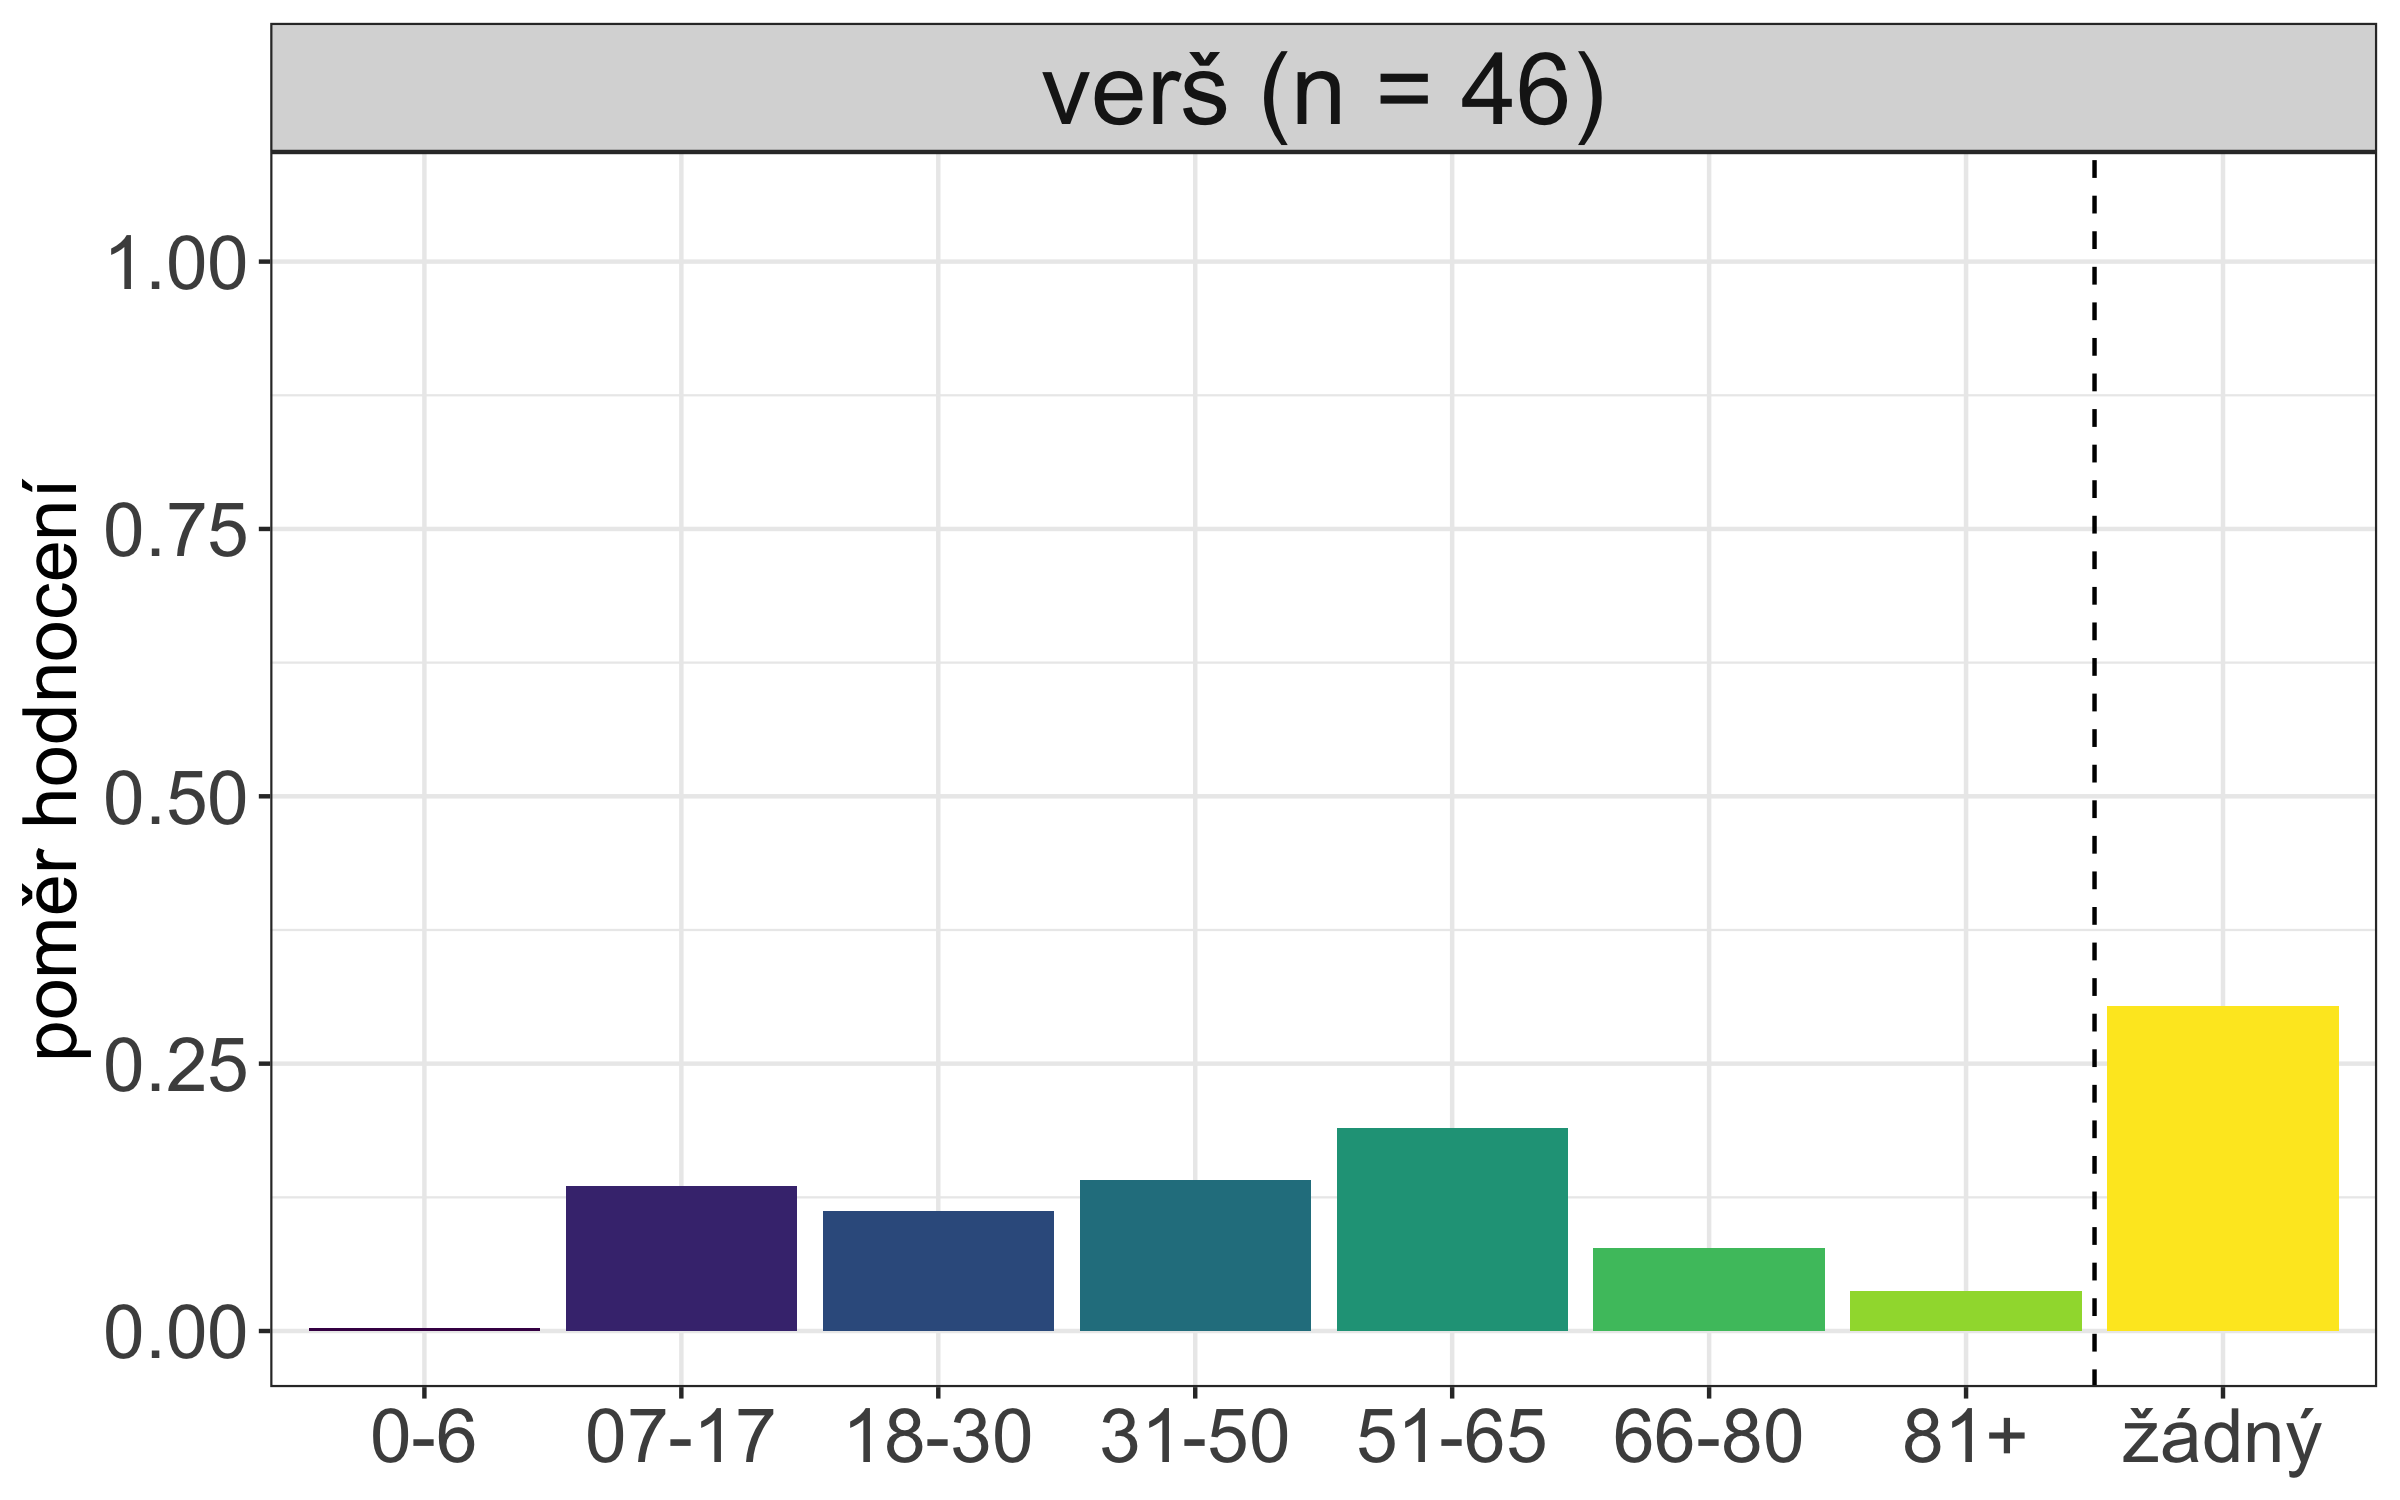 verš (n = 46)
poměr hodnocení
1.00
0.75
0.50
0.25
0.00
0-6 07-17 18-30 31-50 51-65 66-80 81+ žádný